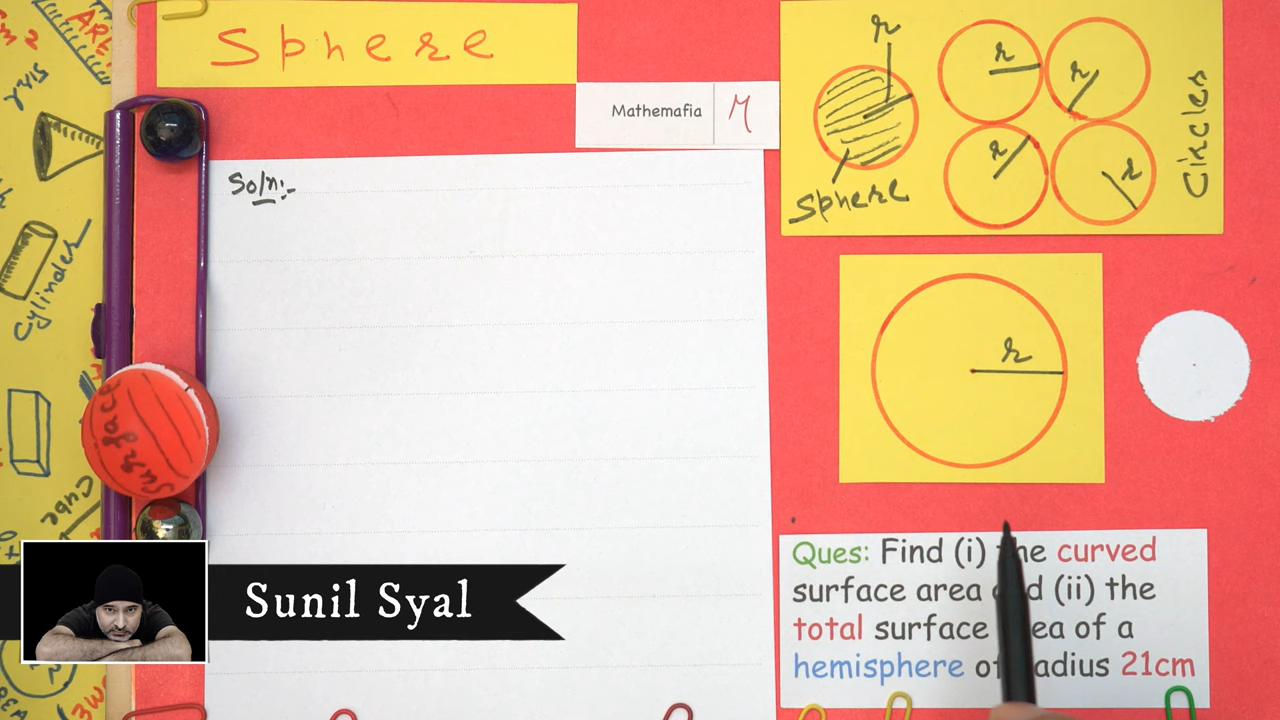 Sphere
Mathemafia
M
Soln:-
r
sphere
r
r
r
r
Circles
r
Cylinder
Surface
Cube
Sunil Syal
Ques: Find (i) the curved
surface area and (ii) the
total surface area of a
hemisphere of radius 21cm